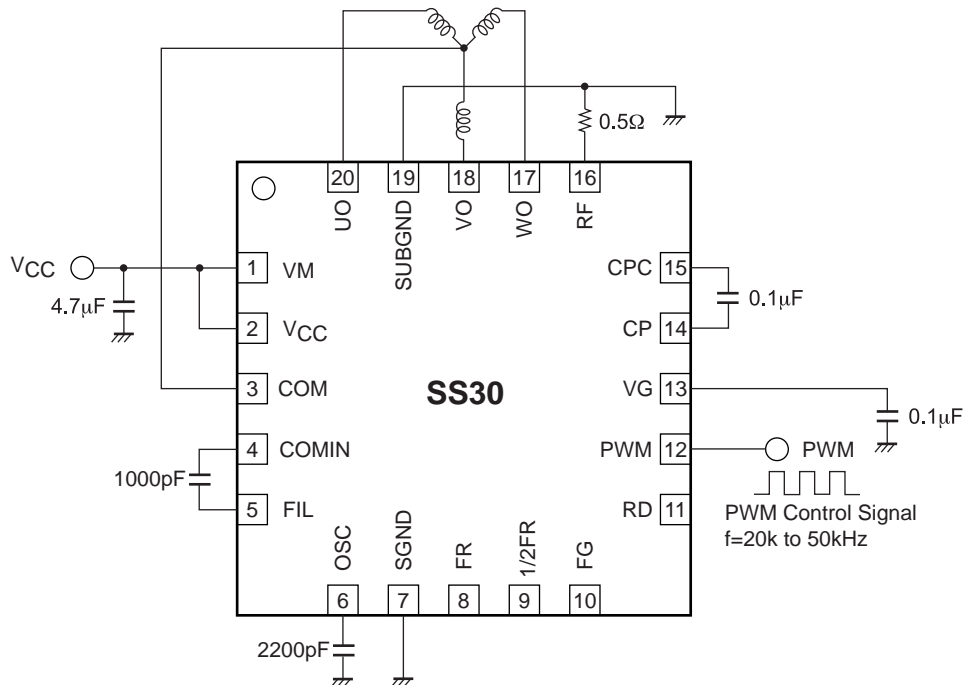 0.5Ω
20
19
18
17
16
UO
SUBGND
VO
WO
RF
VCC
4.7μF
1
VM
2
VCC
3
COM
4
COMIN
5
FIL
1000pF
SS30
CPC
15
CP
14
0.1μF
VG
13
0.1μF
PWM
12
PWM
RD
11
PWM Control Signal
f=20k to 50kHz
OSC
SGND
FR
1/2FR
FG
6
7
8
9
10
2200pF